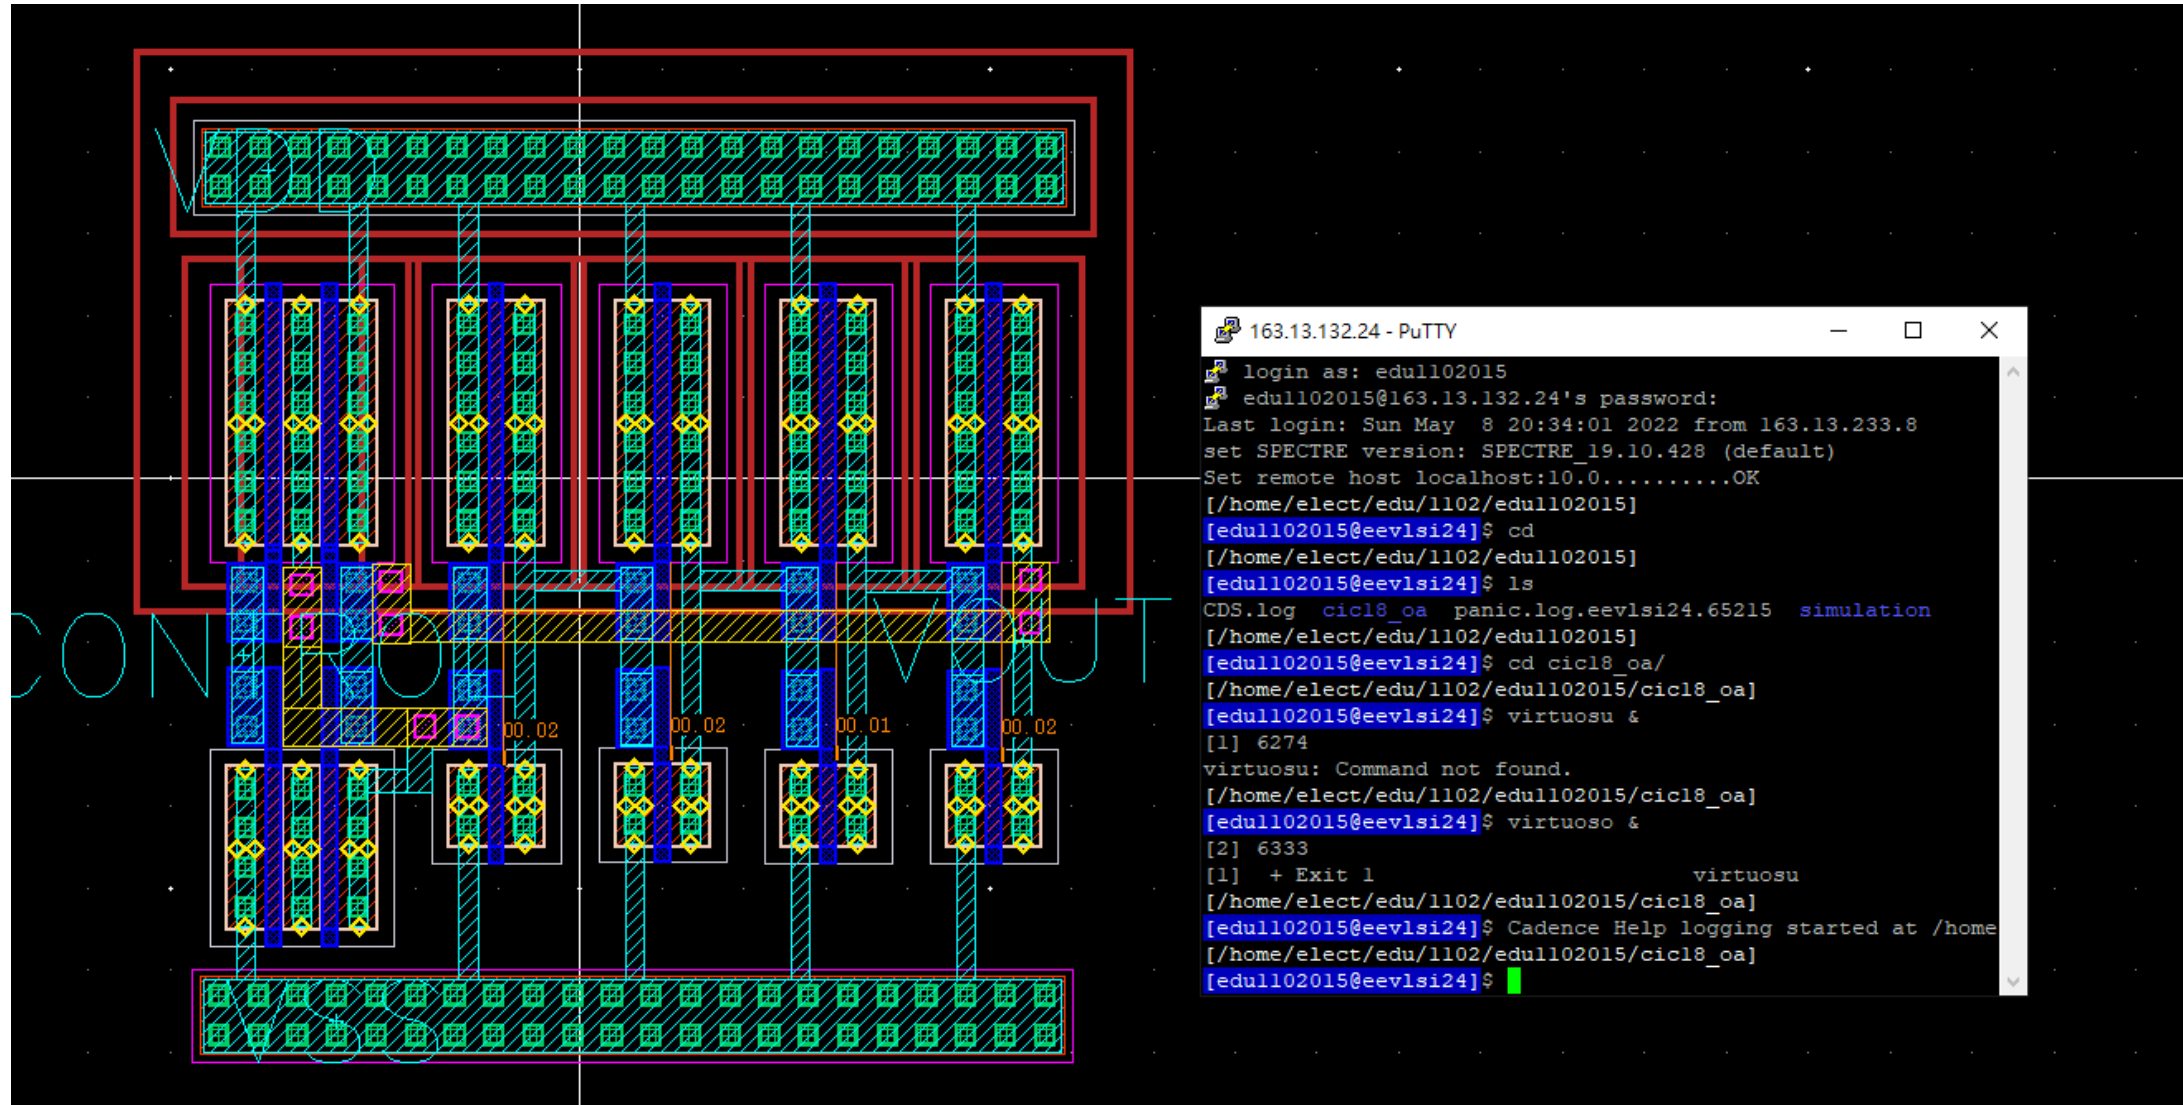 VDD
CONTROL
VOUT
00.02
00.02
00.01
00.02
VSS
163.13.132.24 - PuTTY
login as: edu1102015
edu1102015@163.13.132.24's password:
Last login: Sun May  8 20:34:01 2022 from 163.13.233.8
set SPECTRE version: SPECTRE_19.10.428 (default)
Set remote host localhost:10.0..........OK
[/home/elect/edu/1102/edu1102015]
[edu1102015@eevlsi24]$ cd
[/home/elect/edu/1102/edu1102015]
[edu1102015@eevlsi24]$ ls
CDS.log  cic18_oa  panic.log.eevlsi24.65215  simulation
[/home/elect/edu/1102/edu1102015]
[edu1102015@eevlsi24]$ cd cic18_oa/
[/home/elect/edu/1102/edu1102015/cic18_oa]
[edu1102015@eevlsi24]$ virtuosu &
[1] 6274
virtuosu: Command not found.
[/home/elect/edu/1102/edu1102015/cic18_oa]
[edu1102015@eevlsi24]$ virtuoso &
[2] 6333
[1]  + Exit 1                        virtuosu
[/home/elect/edu/1102/edu1102015/cic18_oa]
[edu1102015@eevlsi24]$ Cadence Help logging started at /home
[/home/elect/edu/1102/edu1102015/cic18_oa]
[edu1102015@eevlsi24]$